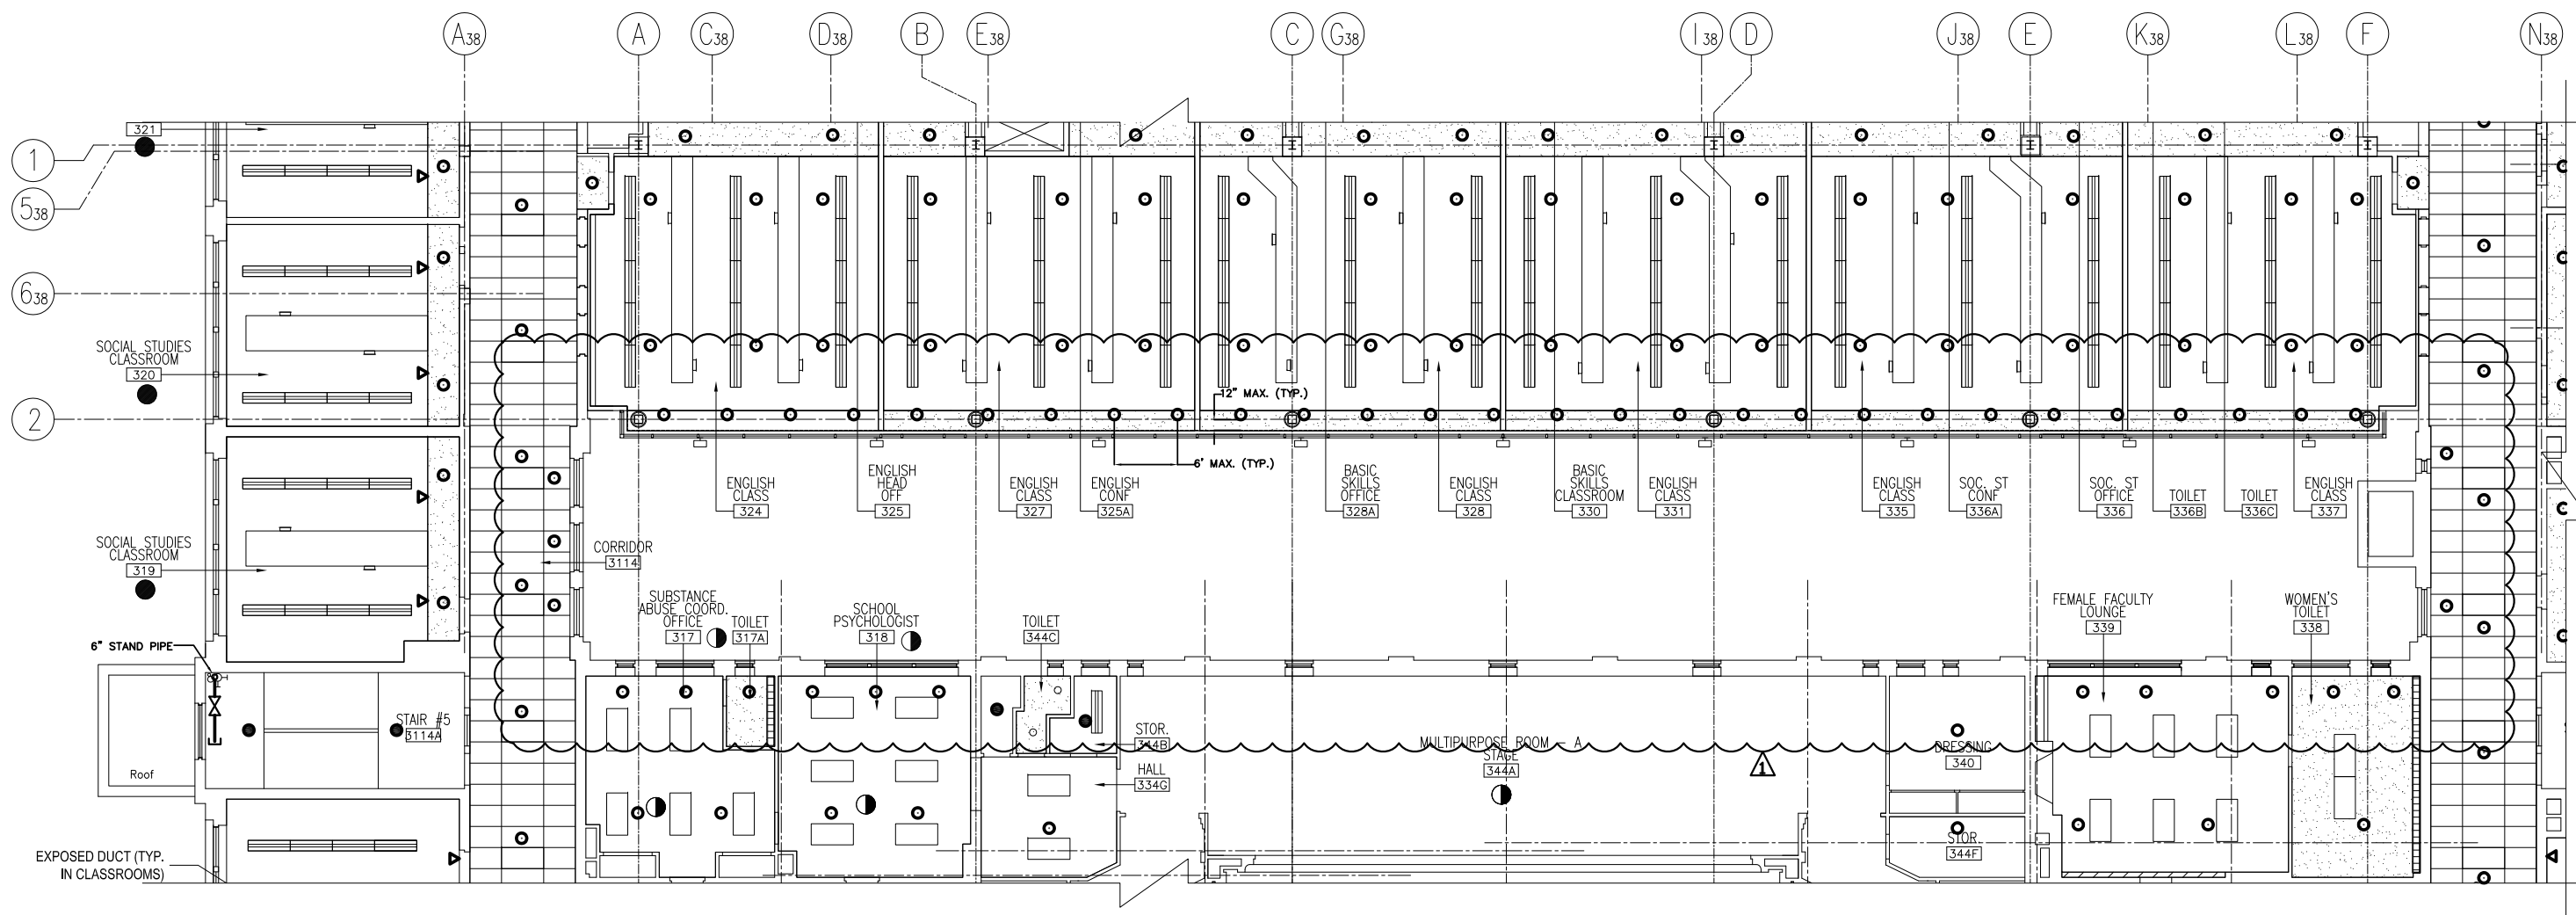 A38
A
C38
D38
B
E38
C
G38
I38
D
J38
E
K38
L38
F
N38
1
538
638
2
321
SOCIAL STUDIES
CLASSROOM
320
SOCIAL STUDIES
CLASSROOM
319
6" STAND PIPE
STAIR #5
3114A
Roof
EXPOSED DUCT (TYP.
IN CLASSROOMS)
12" MAX. (TYP.)
6' MAX. (TYP.)
ENGLISH
CLASS
324
ENGLISH
HEAD
OFF
325
ENGLISH
CLASS
327
ENGLISH
CONF
325A
BASIC
SKILLS
OFFICE
328A
ENGLISH
CLASS
328
BASIC
SKILLS
CLASSROOM
330
ENGLISH
CLASS
331
ENGLISH
CLASS
335
SOC. ST
CONF
336A
SOC. ST
OFFICE
336
TOILET
336B
TOILET
336C
ENGLISH
CLASS
337
CORRIDOR
3114
SUBSTANCE
ABUSE COORD.
OFFICE
317
TOILET
317A
SCHOOL
PSYCHOLOGIST
318
TOILET
344C
STOR.
344B
HALL
334G
MULTIPURPOSE ROOM - A
STAGE
344A
1
DRESSING
340
STOR.
344F
FEMALE FACULTY
LOUNGE
339
WOMEN'S
TOILET
338